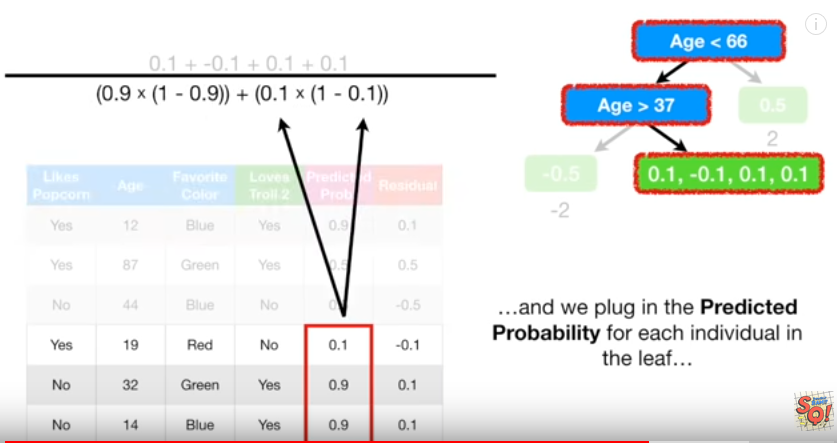 0.1 + -0.1 + 0.1 + 0.1
(0.9 × (1 - 0.9)) + (0.1 × (1 - 0.1))
Age < 66
Age > 37
0.5
2
-0.5
0.1, -0.1, 0.1, 0.1
-2
Likes Popcorn Age Favorite Color Loves Troll 2 Predicted Prob Residual
Yes 12 Blue Yes 0.9 0.1
Yes 87 Green Yes 0.5 0.5
No 44 Blue No -0.5
Yes 19 Red No 0.1 -0.1
No 32 Green Yes 0.9 0.1
No 14 Blue Yes 0.9 0.1
…and we plug in the Predicted
Probability for each individual in
the leaf…
SQ!